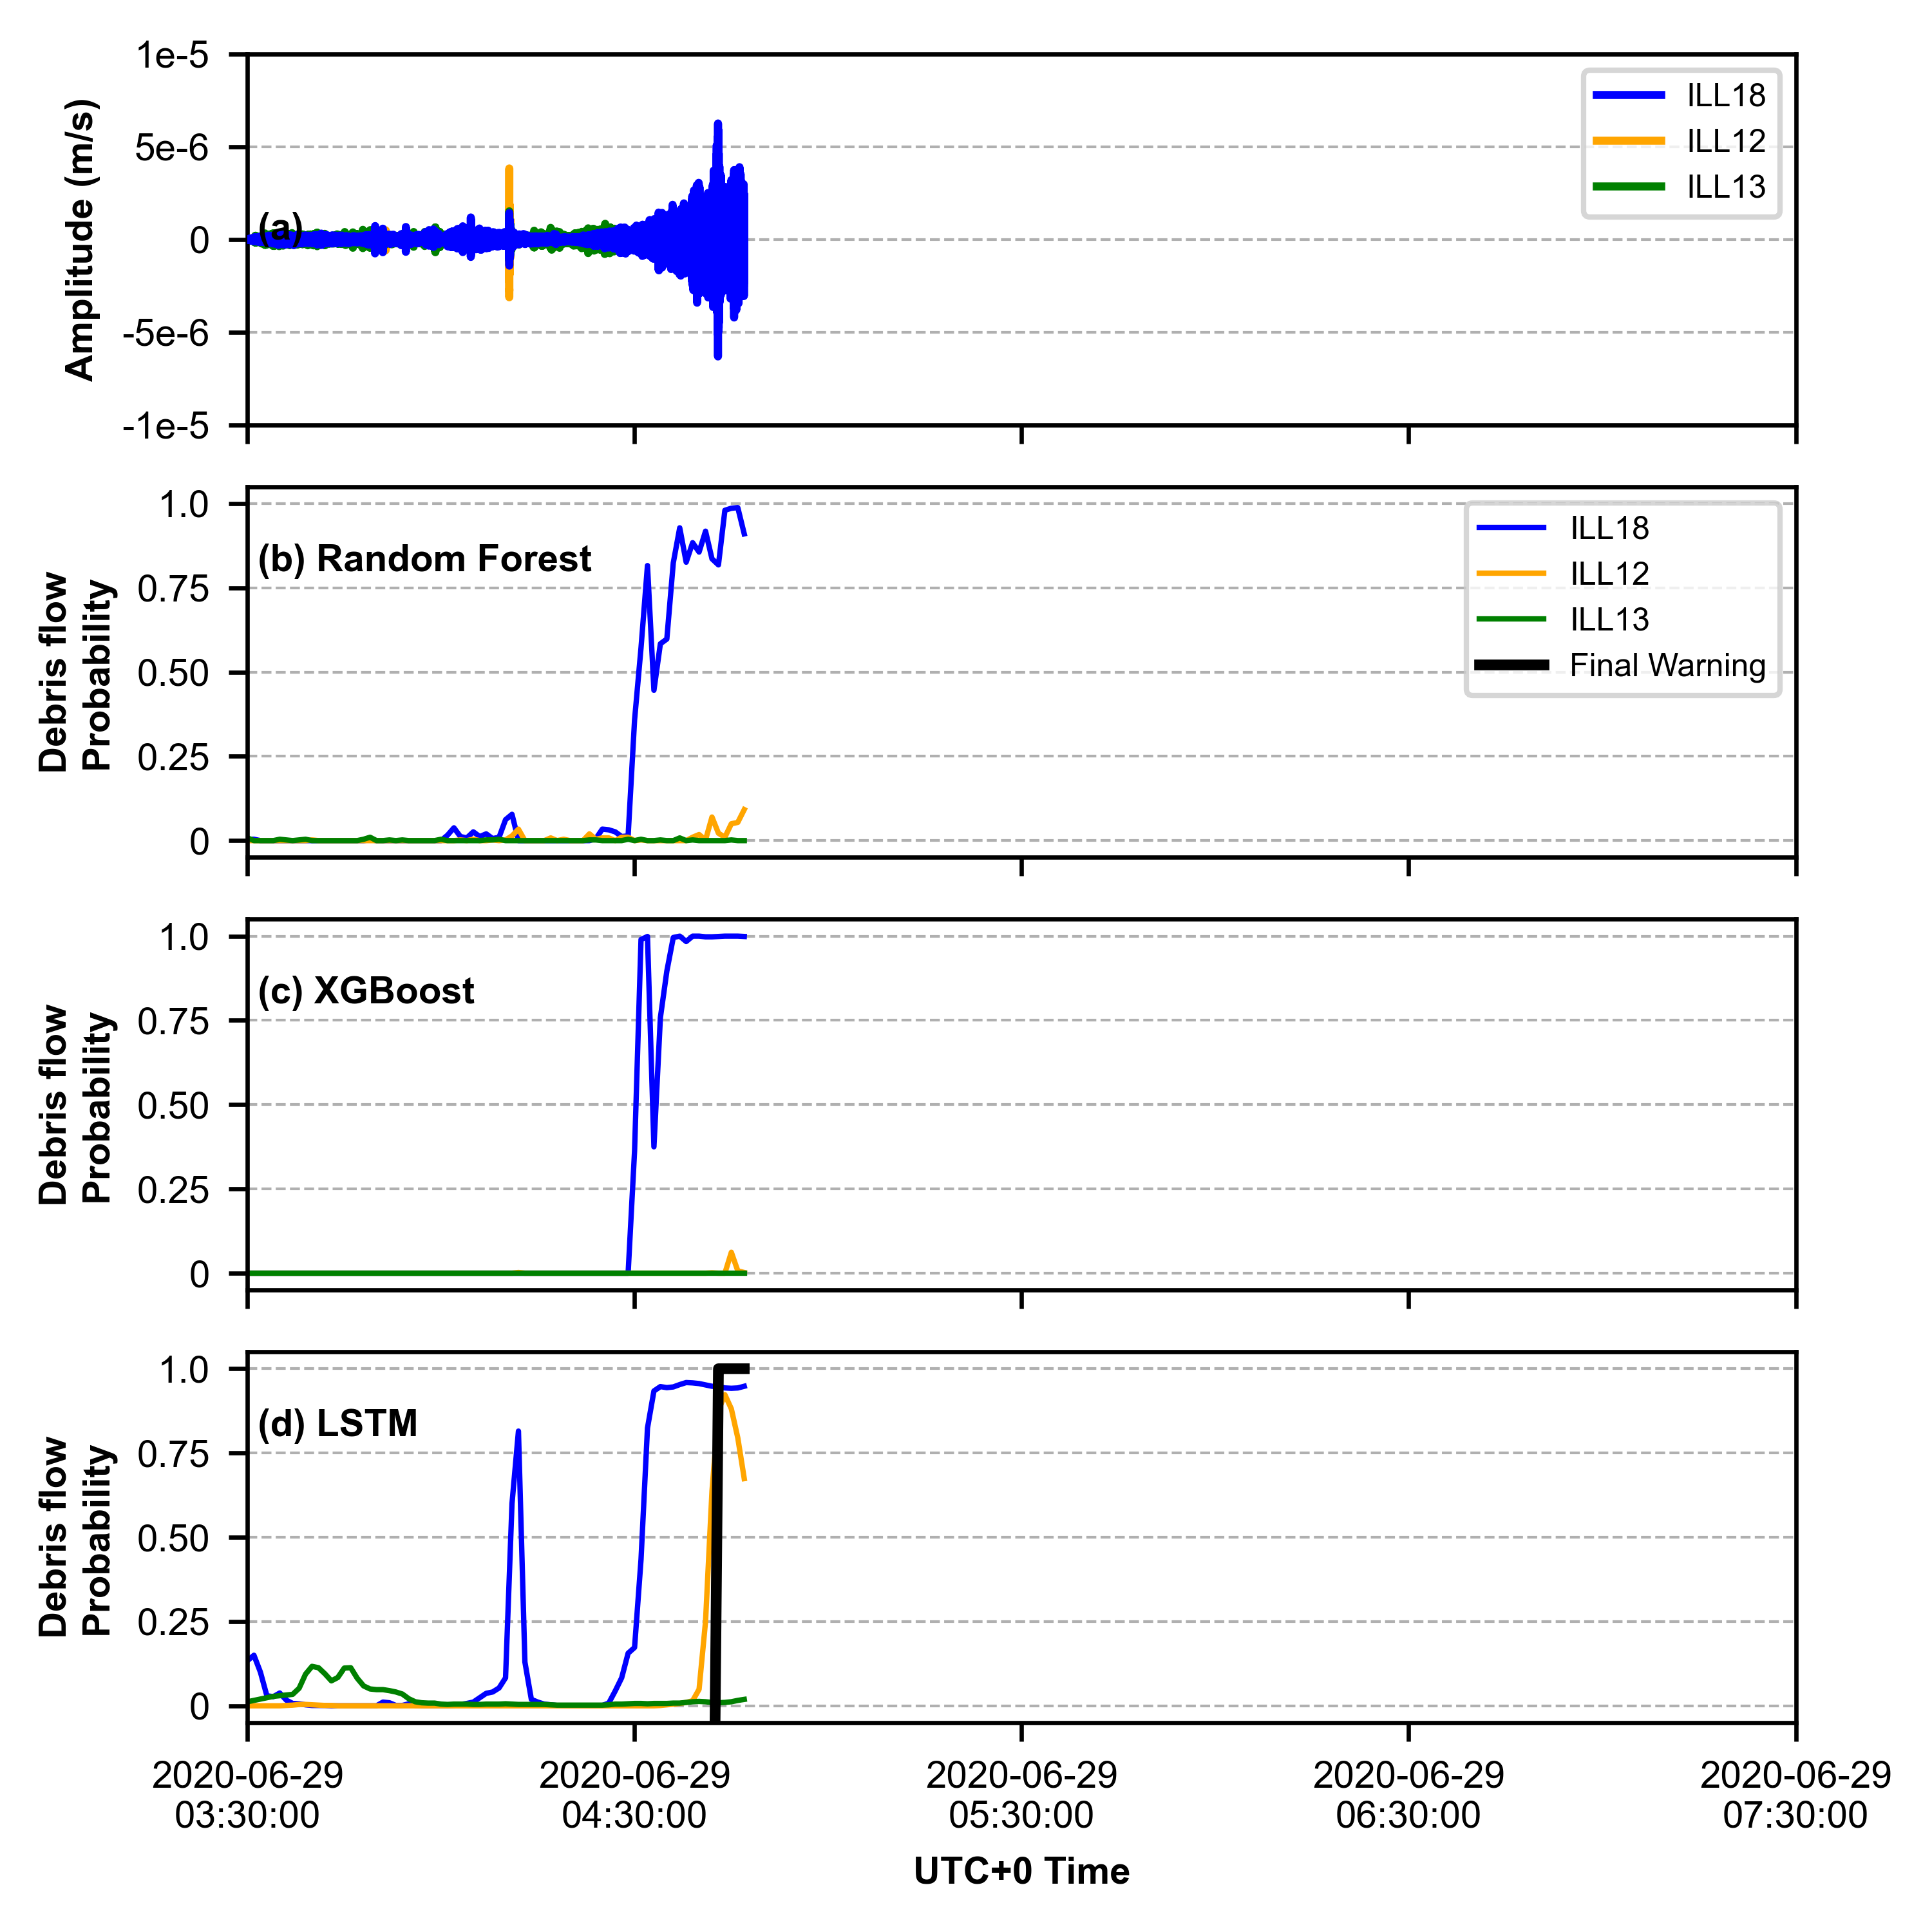 1e-5
5e-6
0
-5e-6
-1e-5
Amplitude (m/s)
(a)
ILL18
ILL12
ILL13
1.0
0.75
0.50
0.25
0
Debris flow
Probability
(b) Random Forest
ILL18
ILL12
ILL13
Final Warning
1.0
0.75
0.50
0.25
0
Debris flow
Probability
(c) XGBoost
1.0
0.75
0.50
0.25
0
Debris flow
Probability
(d) LSTM
2020-06-29 2020-06-29 2020-06-29 2020-06-29 2020-06-29
03:30:00 04:30:00 05:30:00 06:30:00 07:30:00
UTC+0 Time